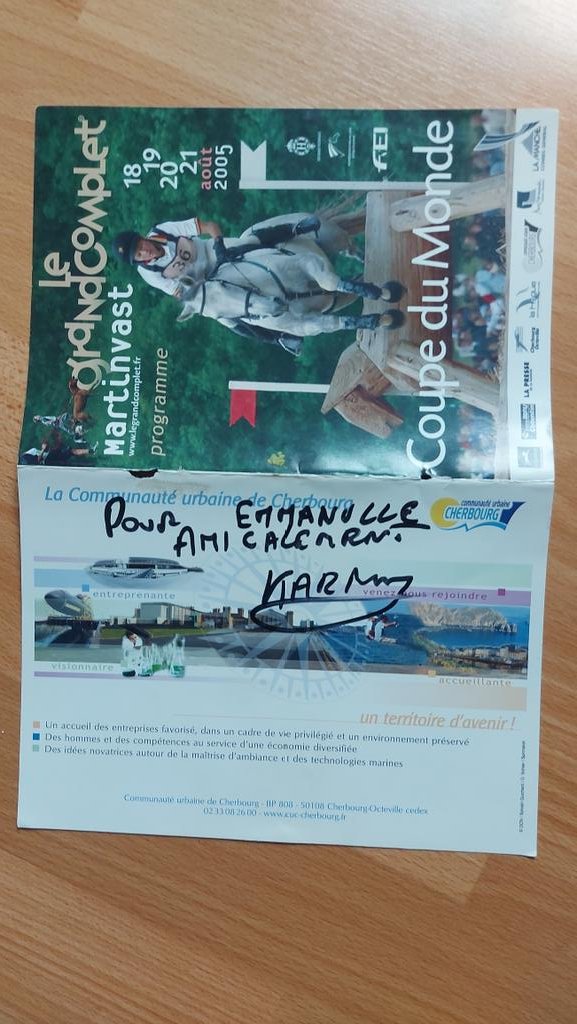 Le
grandcomplet
Martinvast
www.legrandcomplet.fr
programme
18
19
20
21
août
2005
FEI
36
Coupe du Monde
LA MANCHE
LA PRESSE
La Communauté urbaine de Cherbourg
communauté urbaine
CHERBOURG
POUR EMMANUELLE
AMICALEMENT.
entreprenante
venez nous rejoindre
visionnaire
accueillante
un territoire d'avenir !
Un accueil des entreprises favorisé, dans un cadre de vie privilégié et un environnement préservé
Des hommes et des compétences au service d'une économie diversifiée
Des idées novatrices autour de la maîtrise d'ambiance et des technologies marines
Communauté urbaine de Cherbourg - BP 808 - 50108 Cherbourg-Octeville cedex
02 33 08 26 00 - www.cuc-cherbourg.fr